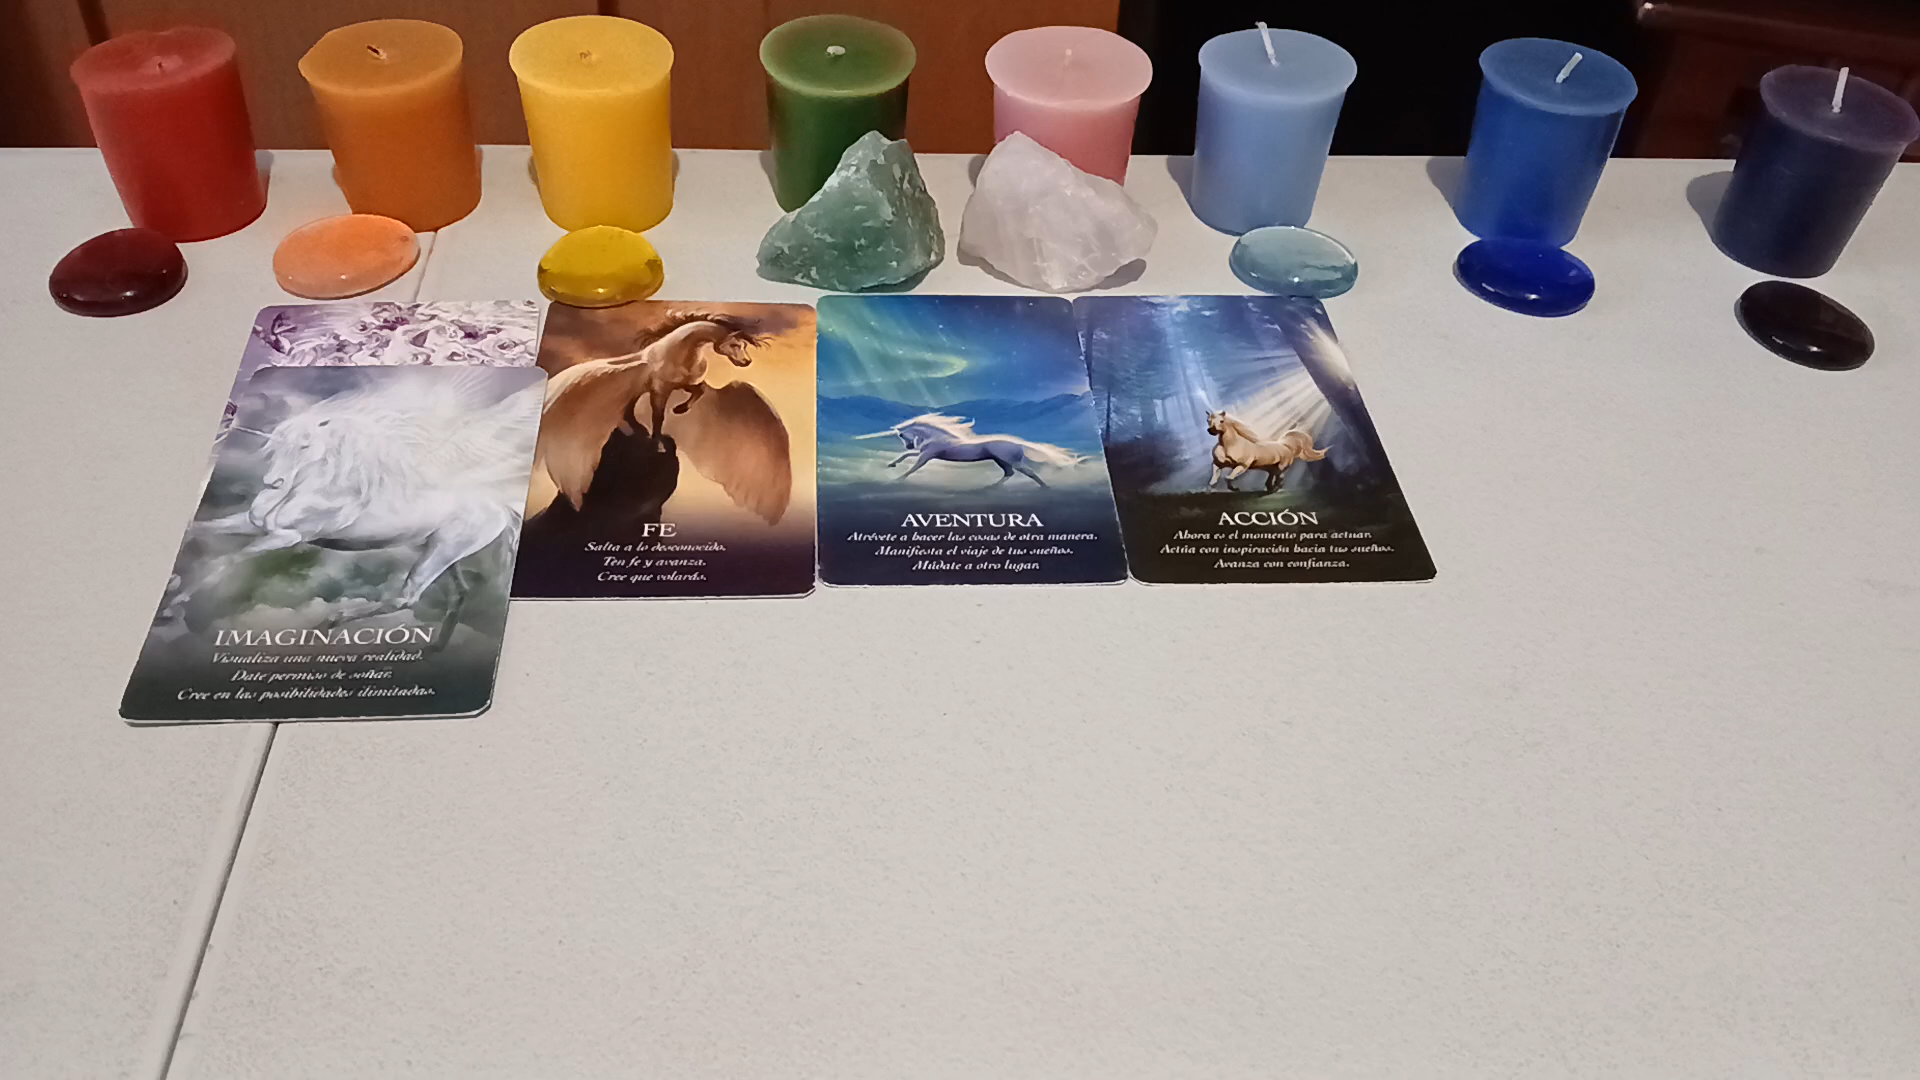 IMAGINACIÓN
Visualiza una nueva realidad.
Date permiso de soñar.
Cree en las posibilidades ilimitadas.
FE
Salta a lo desconocido.
Ten fe y avanza.
Cree que volarás.
AVENTURA
Atrévete a hacer las cosas de otra manera.
Manifiesta el viaje de tus sueños.
Múdate a otro lugar.
ACCIÓN
Ahora es el momento para actuar.
Actúa con inspiración hacia tus sueños.
Avanza con confianza.